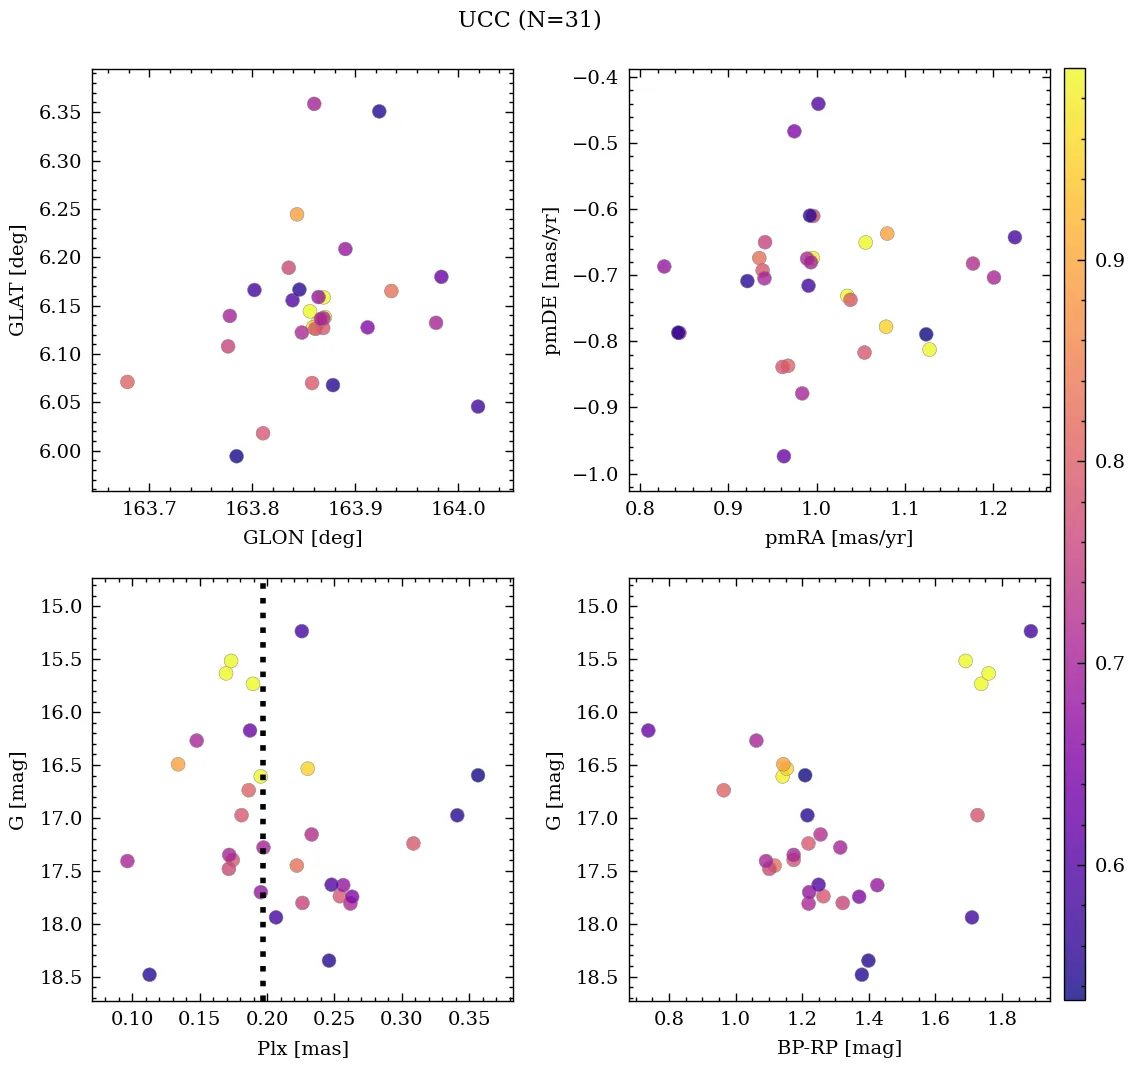 UCC (N=31)
6.35
6.30
6.25
6.20
6.15
6.10
6.05
6.00
GLAT [deg]
163.7 163.8 163.9 164.0
GLON [deg]
−0.4
−0.5
−0.6
−0.7
−0.8
−0.9
−1.0
pmDE [mas/yr]
0.8 0.9 1.0 1.1 1.2
pmRA [mas/yr]
15.0
15.5
16.0
16.5
17.0
17.5
18.0
18.5
G [mag]
0.10 0.15 0.20 0.25 0.30 0.35
Plx [mas]
15.0
15.5
16.0
16.5
17.0
17.5
18.0
18.5
G [mag]
0.8 1.0 1.2 1.4 1.6 1.8
BP-RP [mag]
0.9
0.8
0.7
0.6